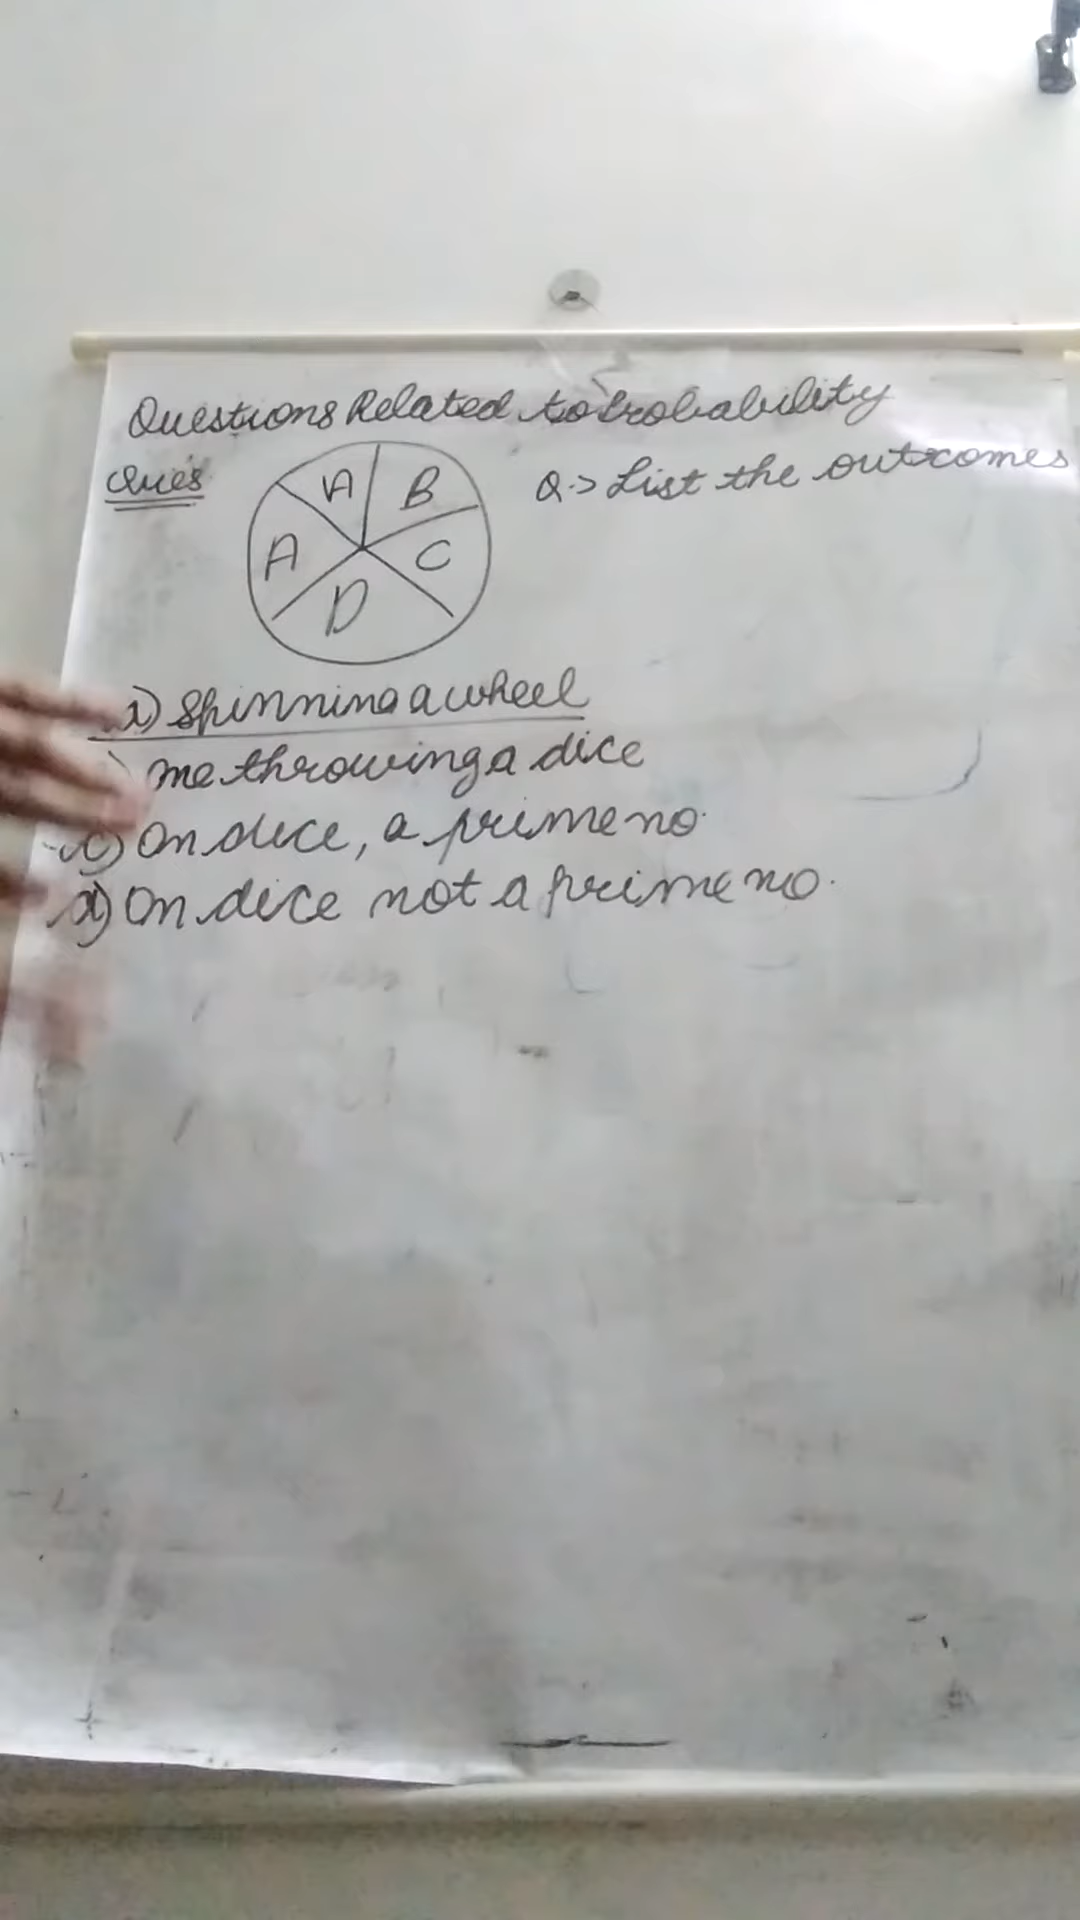 Questions Related to Probability
Ques
A B
A C
D
Q.-> List the outcomes
a) Spinning a wheel
me throwing a dice
c) On dice, a prime no.
d) On dice not a prime no.